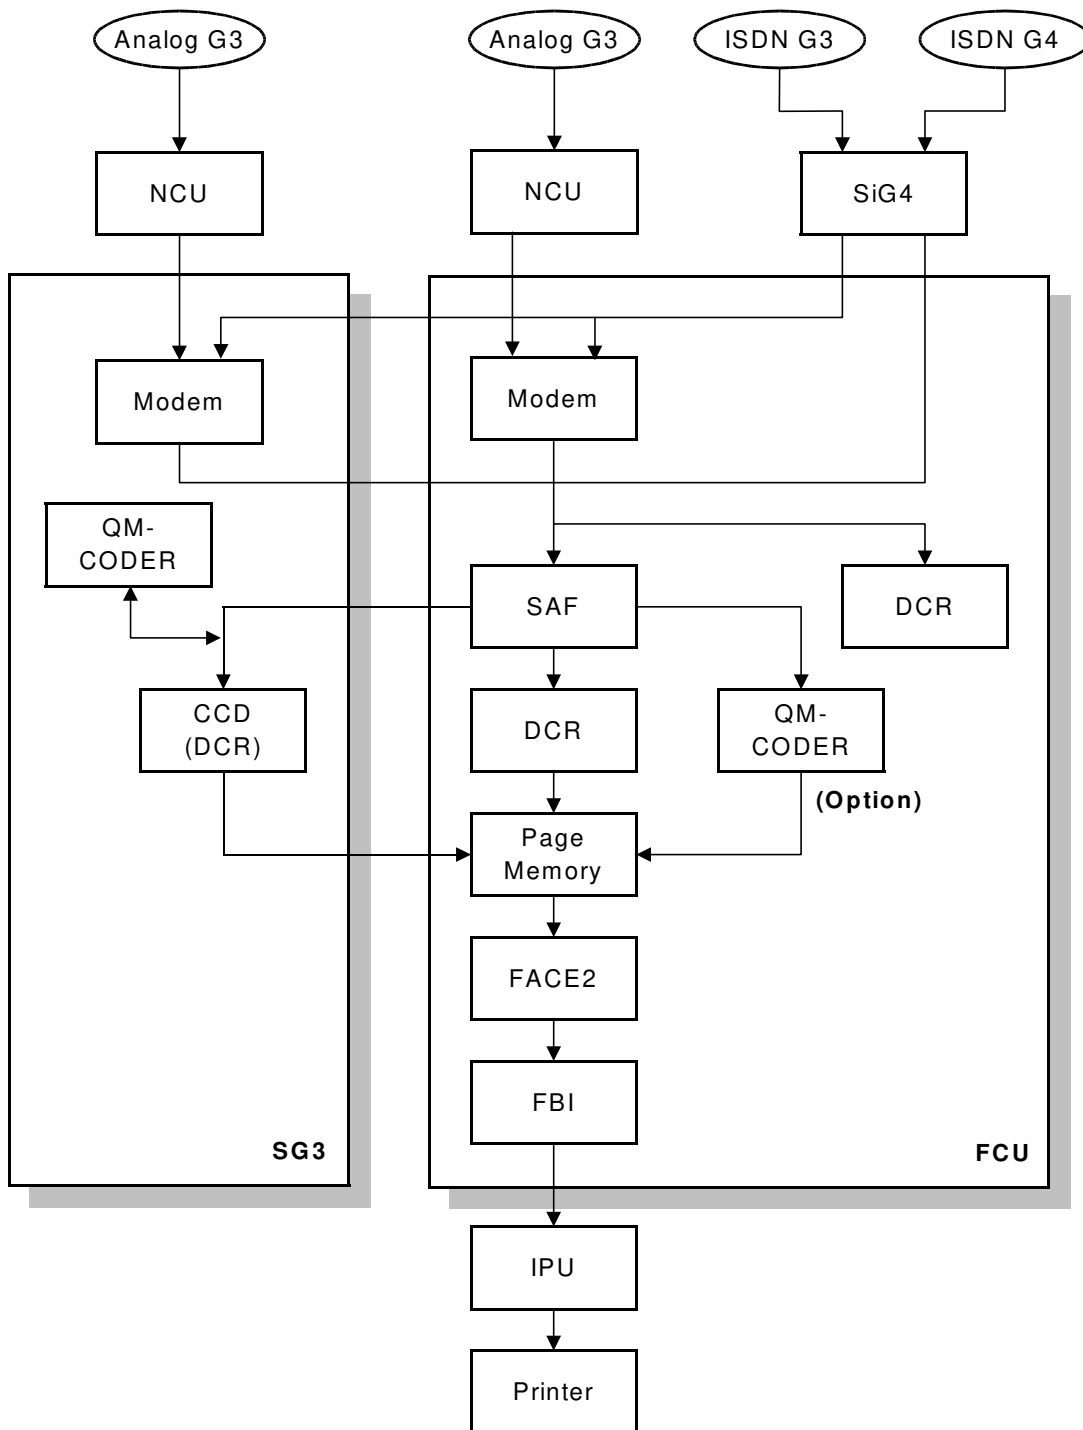 Analog G3
Analog G3
ISDN G3
ISDN G4
NCU
NCU
SiG4
Modem
Modem
QM-
CODER
SAF
DCR
CCD
(DCR)
DCR
QM-
CODER
(Option)
Page
Memory
FACE2
FBI
SG3
FCU
IPU
Printer